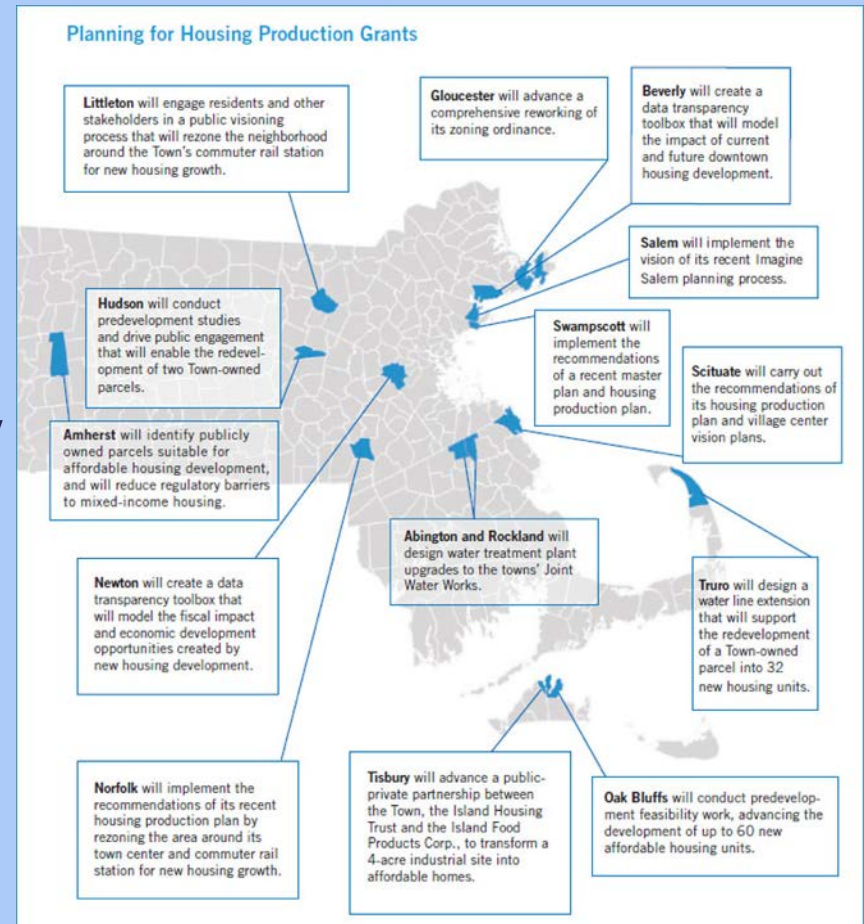 Planning for Housing Production Grants
Littleton will engage residents and other
stakeholders in a public visioning
process that will rezone the neighborhood
around the Town's commuter rail station
for new housing growth.
Gloucester will advance a
comprehensive reworking of
its zoning ordinance.
Beverly will create a
data transparency
toolbox that will model
the impact of current
and future downtown
housing development.
Salem will implement the
vision of its recent Imagine
Salem planning process.
Hudson will conduct
predevelopment studies
and drive public engagement
that will enable the redevel-
opment of two Town-owned
parcels.
Swampscott will
implement the
recommendations
of a recent master
plan and housing
production plan.
Scituate will carry out
the recommendations of
its housing production
plan and village center
vision plans.
Amherst will identify publicly
owned parcels suitable for
affordable housing development,
and will reduce regulatory barriers
to mixed-income housing.
Abington and Rockland will
design water treatment plant
upgrades to the towns' Joint
Water Works.
Newton will create a data
transparency toolbox that
will model the fiscal impact
and economic development
opportunities created by
new housing development.
Truro will design a
water line extension
that will support
the redevelopment
of a Town-owned
parcel into 32
new housing units.
Norfolk will implement the
recommendations of its recent
housing production plan by
rezoning the area around its
town center and commuter rail
station for new housing growth.
Tisbury will advance a public-
private partnership between
the Town, the Island Housing
Trust and the Island Food
Products Corp., to transform a
4-acre industrial site into
affordable homes.
Oak Bluffs will conduct predevelop-
ment feasibility work, advancing the
development of up to 60 new
affordable housing units.